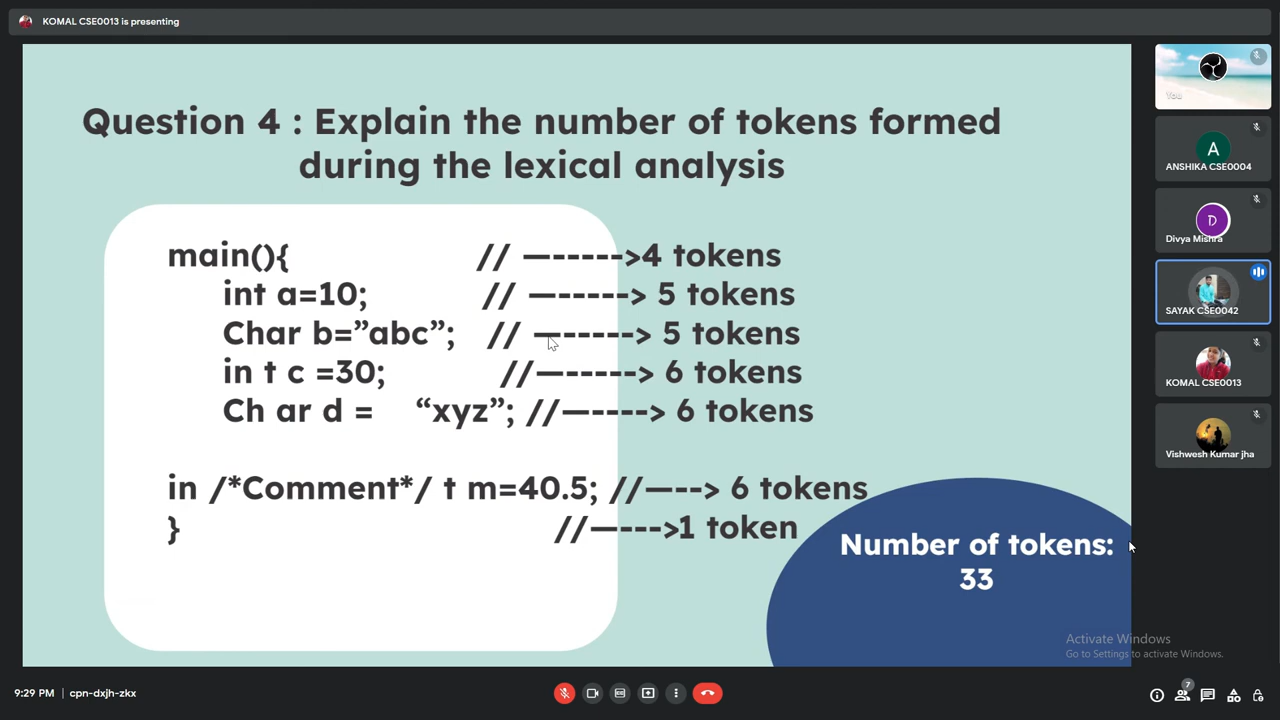 KOMAL CSE0013 is presenting
Question 4 : Explain the number of tokens formed
during the lexical analysis
main(){ // —----->4 tokens
int a=10; // —-----> 5 tokens
Char b=”abc”; // —-----> 5 tokens
in t c =30; //—-----> 6 tokens
Ch ar d = “xyz”; //—----> 6 tokens
in /*Comment*/ t m=40.5; //—--> 6 tokens
} //—---->1 token
Number of tokens:
33
You
A
ANSHIKA CSE0004
D
Divya Mishra
SAYAK CSE0042
KOMAL CSE0013
Vishwesh Kumar jha
Activate Windows
Go to Settings to activate Windows.
9:29 PM | cpn-dxjh-zkx
7